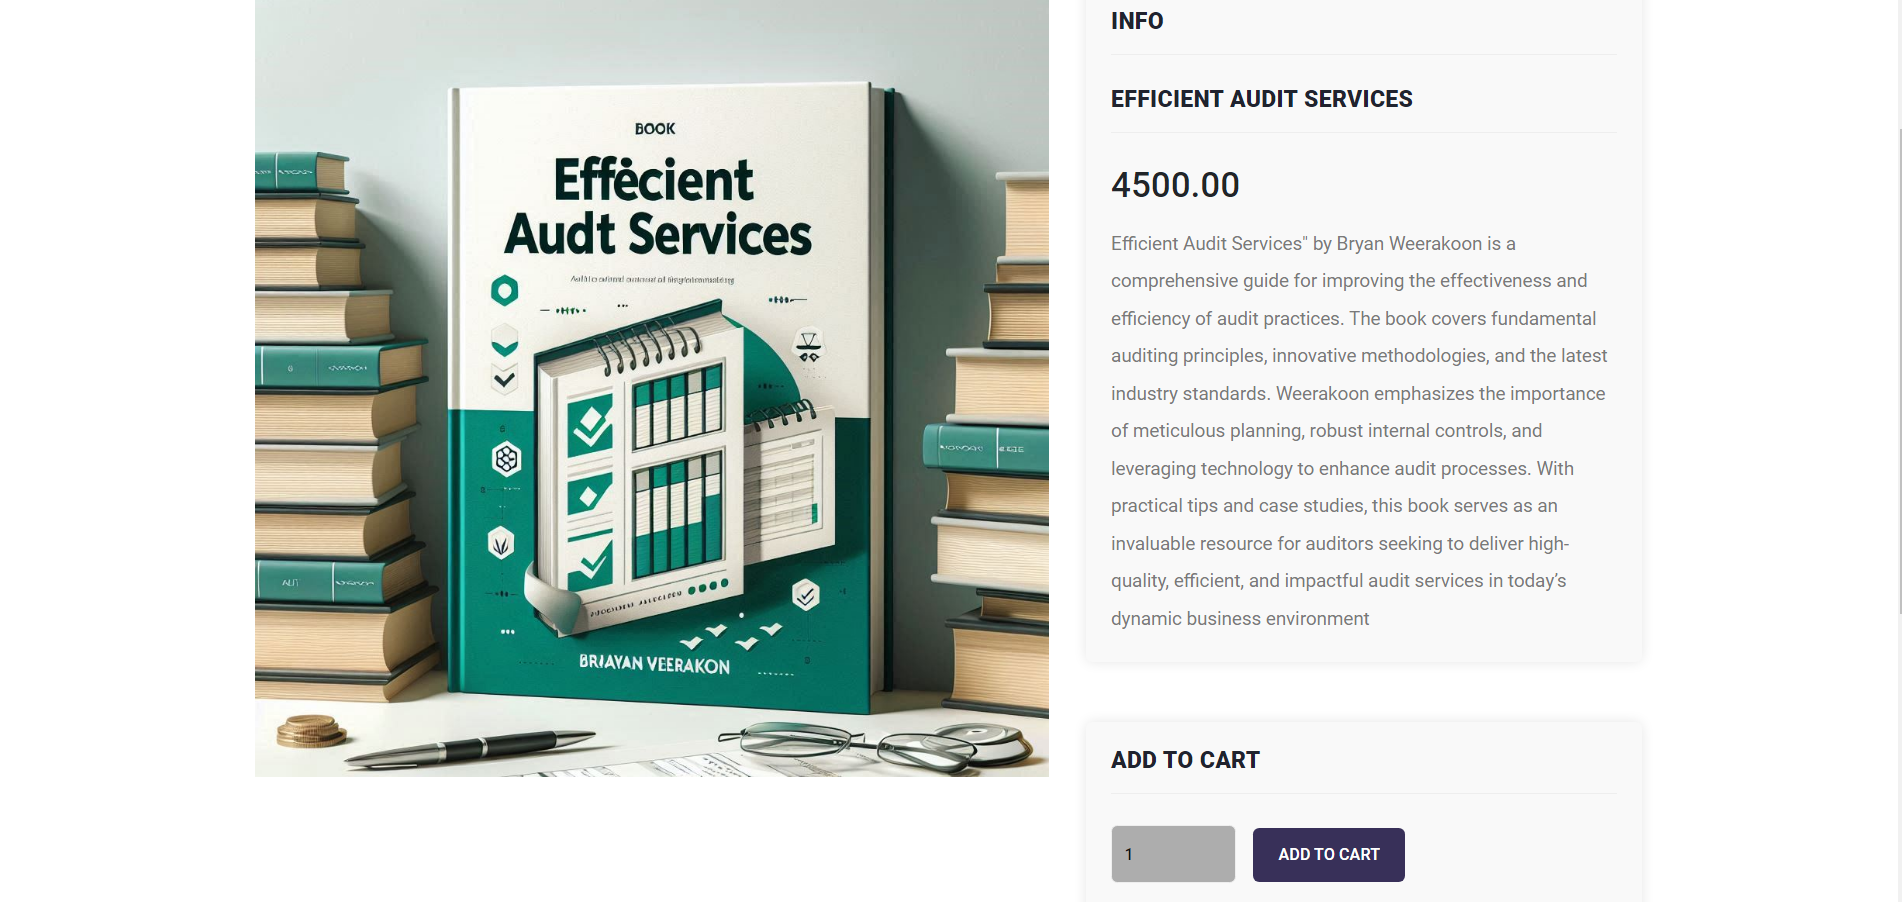 BOOK
Effècient
Audt Services
BRJAVAN VEERAKON
AUT
INFO
EFFICIENT AUDIT SERVICES
4500.00
Efficient Audit Services" by Bryan Weerakoon is a
comprehensive guide for improving the effectiveness and
efficiency of audit practices. The book covers fundamental
auditing principles, innovative methodologies, and the latest
industry standards. Weerakoon emphasizes the importance
of meticulous planning, robust internal controls, and
leveraging technology to enhance audit processes. With
practical tips and case studies, this book serves as an
invaluable resource for auditors seeking to deliver high-
quality, efficient, and impactful audit services in today’s
dynamic business environment
ADD TO CART
1
ADD TO CART